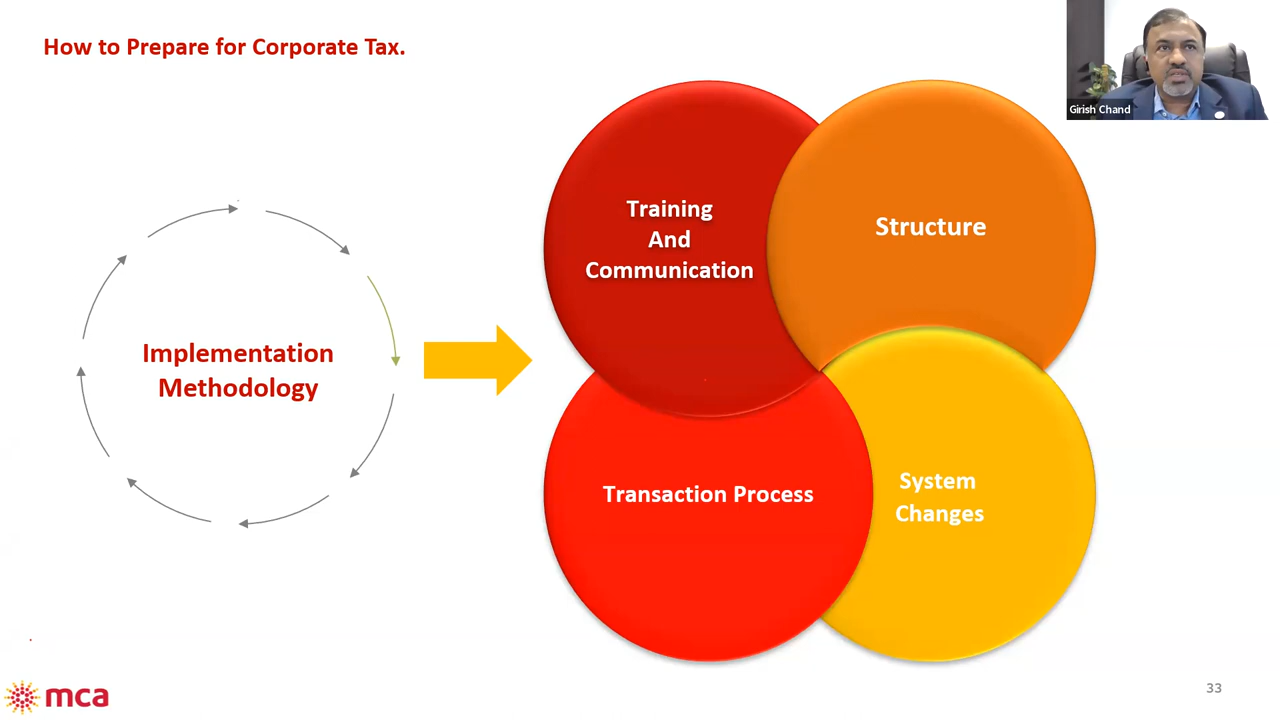 How to Prepare for Corporate Tax.
Girish Chand
Implementation
Methodology
Training
And
Communication
Structure
Transaction Process
System
Changes
mca
33